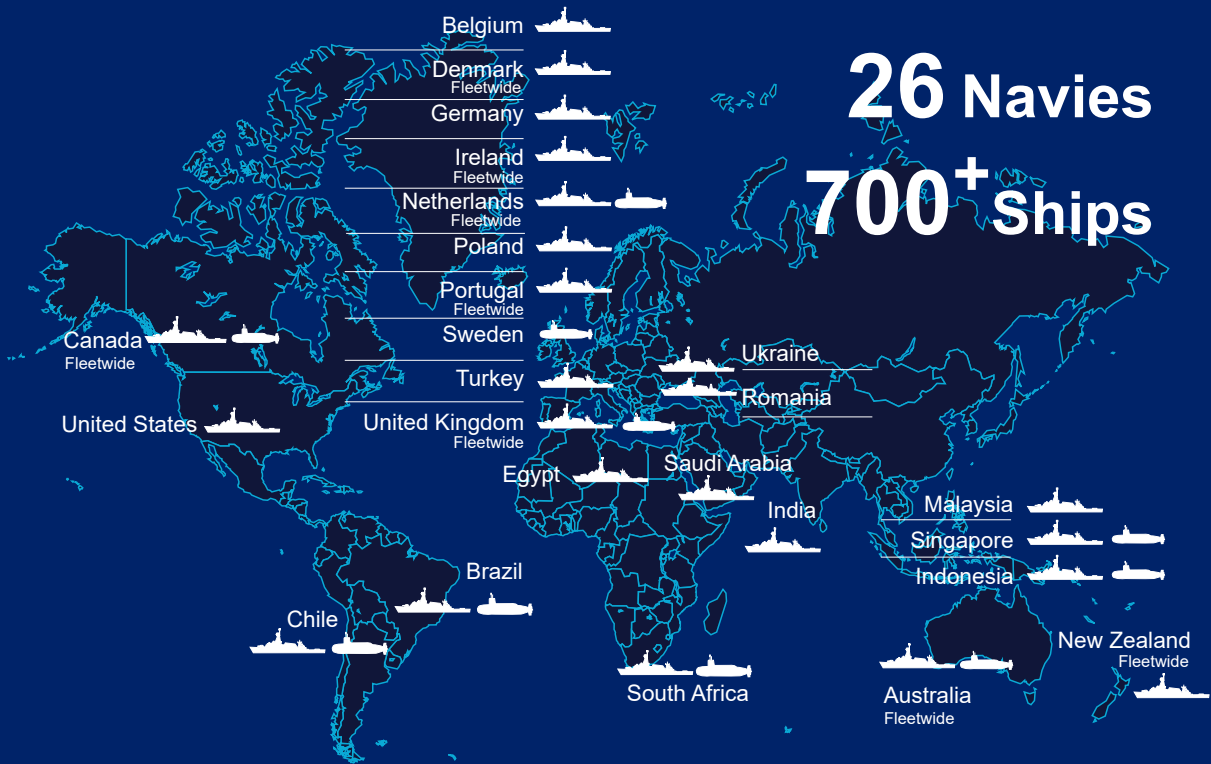 26 Navies
700+ Ships
Belgium
Denmark
Fleetwide
Germany
Ireland
Fleetwide
Netherlands
Fleetwide
Poland
Portugal
Fleetwide
Sweden
Turkey
United Kingdom
Fleetwide
Canada
Fleetwide
United States
Ukraine
Romania
Egypt
Saudi Arabia
India
Malaysia
Singapore
Indonesia
Brazil
Chile
South Africa
New Zealand
Fleetwide
Australia
Fleetwide